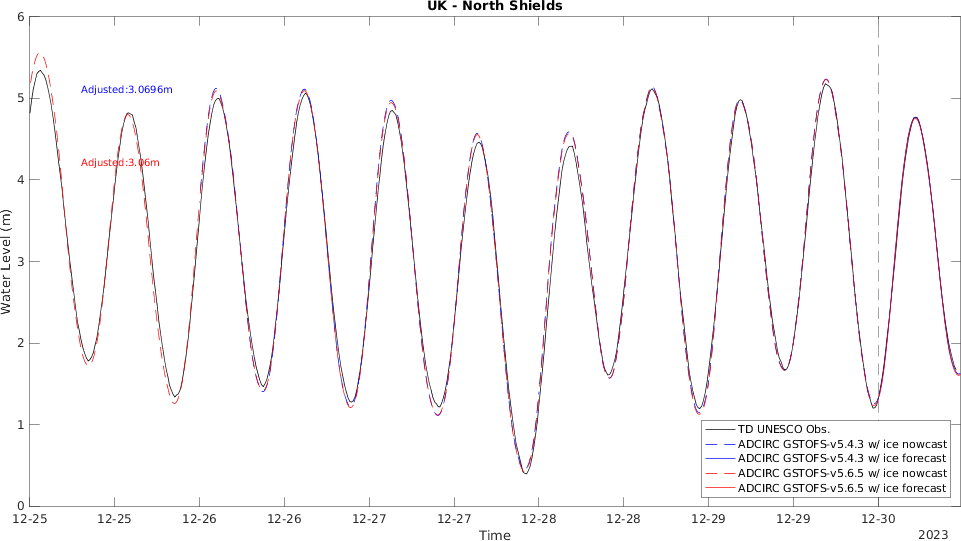 UK - North Shields
6
5
4
3
2
1
0
Water Level (m)
Adjusted:3.0696m
Adjusted:3.06m
TD UNESCO Obs.
ADCIRC GSTOFS-v5.4.3 w/ ice nowcast
ADCIRC GSTOFS-v5.4.3 w/ ice forecast
ADCIRC GSTOFS-v5.6.5 w/ ice nowcast
ADCIRC GSTOFS-v5.6.5 w/ ice forecast
12-25 12-25 12-26 12-26 12-27 12-27 12-28 12-28 12-29 12-29 12-30
Time
2023